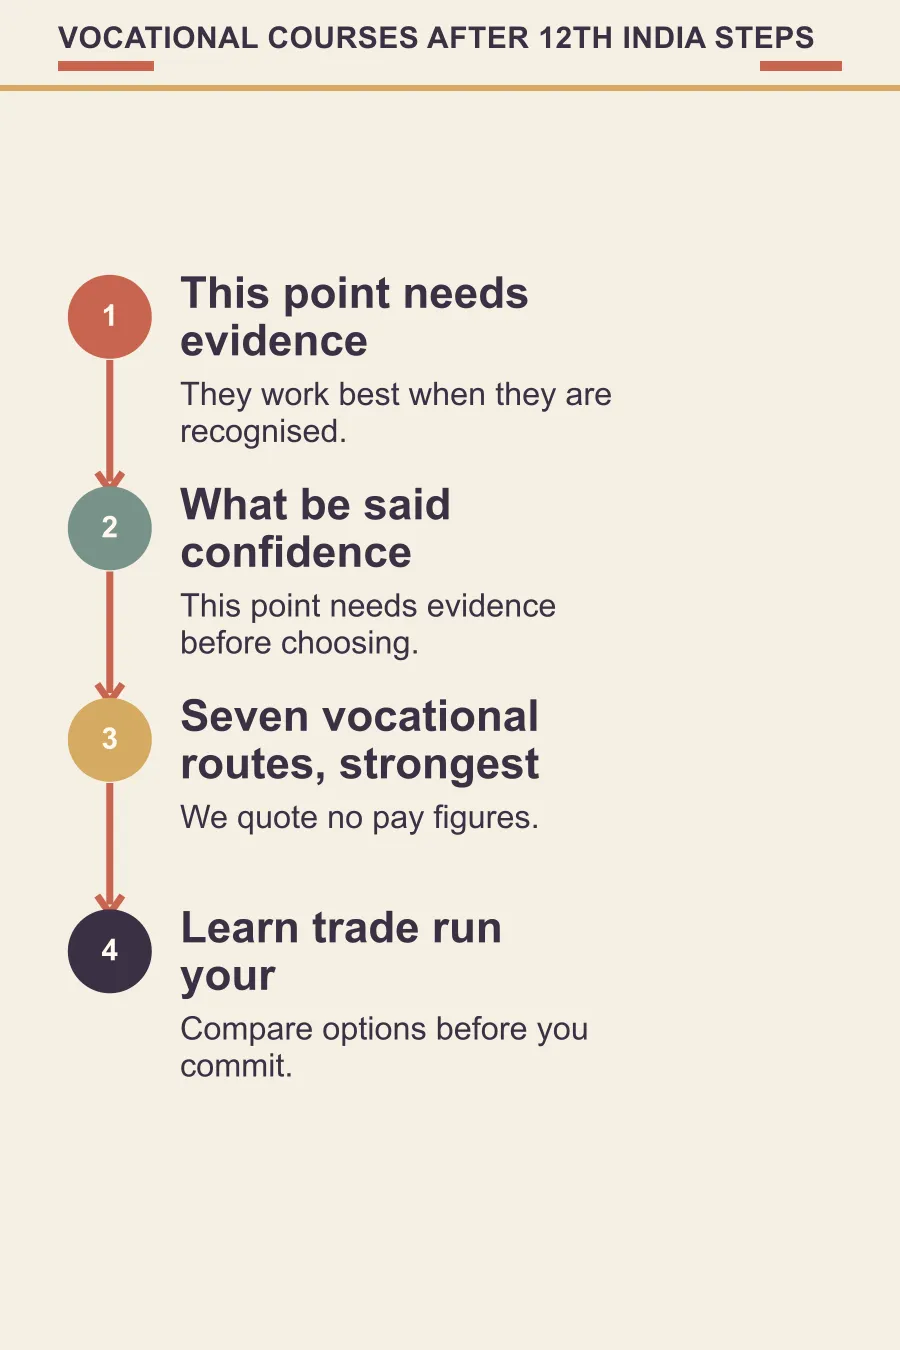 VOCATIONAL COURSES AFTER 12TH INDIA STEPS
1
This point needs
evidence
They work best when they are
recognised.
2
What be said
confidence
This point needs evidence
before choosing.
3
Seven vocational
routes, strongest
We quote no pay figures.
4
Learn trade run
your
Compare options before you
commit.